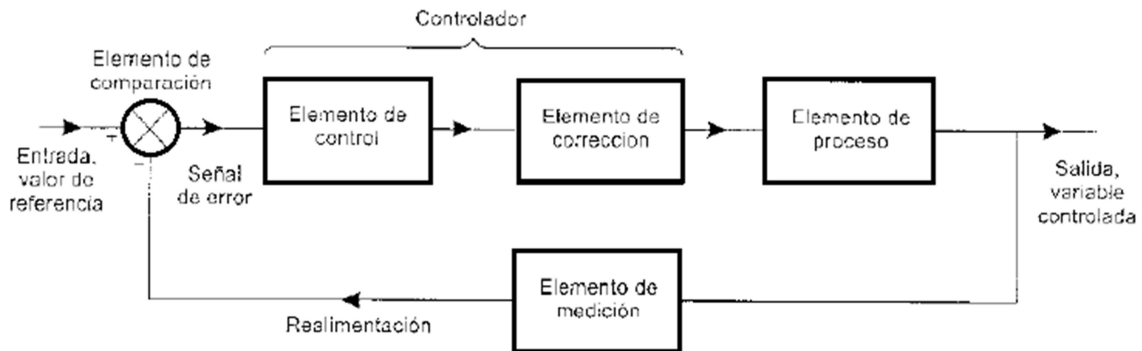 Controlador
Elemento de
comparación
Elemento de
control
Elemento de
correccion
Elemento de
proceso
+
−
Entrada,
valor de
referencia
Señal
de error
Salida,
variable
controlada
Elemento de
medición
Realimentación